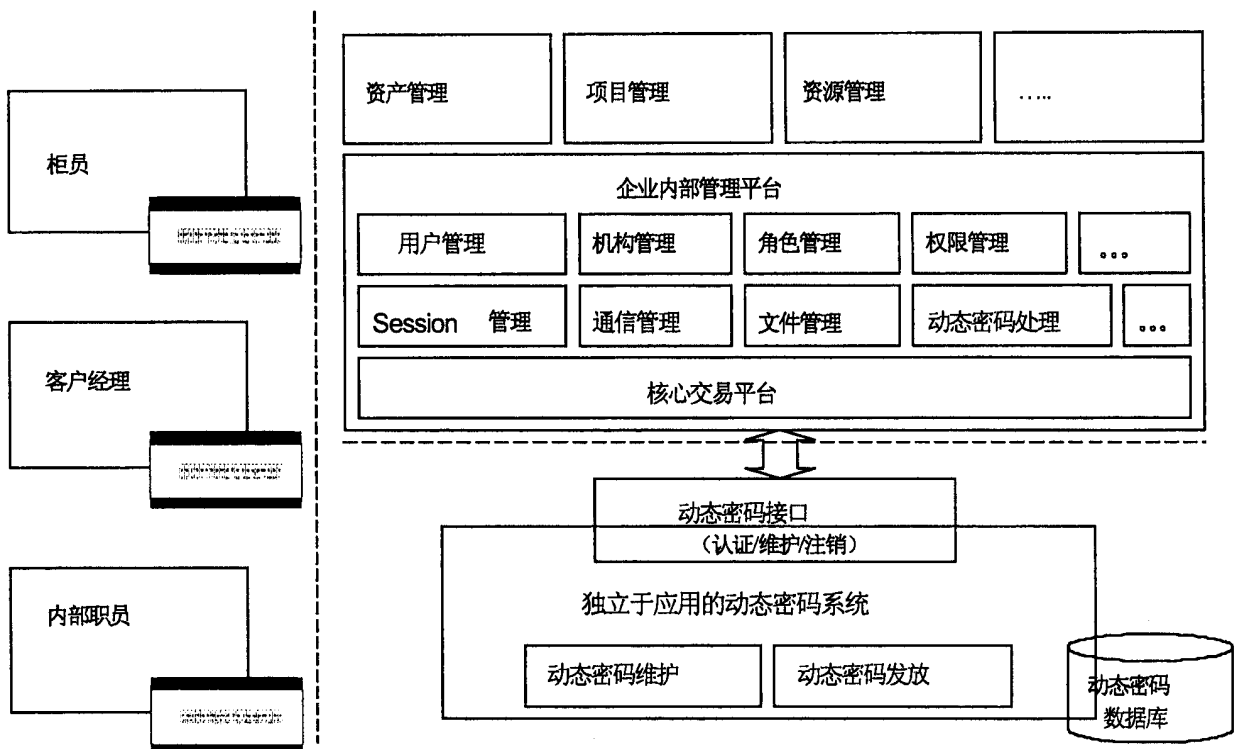 柜员
客户经理
内部职员
资产管理
项目管理
资源管理
.....
企业内部管理平台
用户管理
机构管理
角色管理
权限管理
。。。
Session 管理
通信管理
文件管理
动态密码处理
。。。
核心交易平台
动态密码接口
(认证/维护/注销)
独立于应用的动态密码系统
动态密码维护
动态密码发放
动态密码
数据库